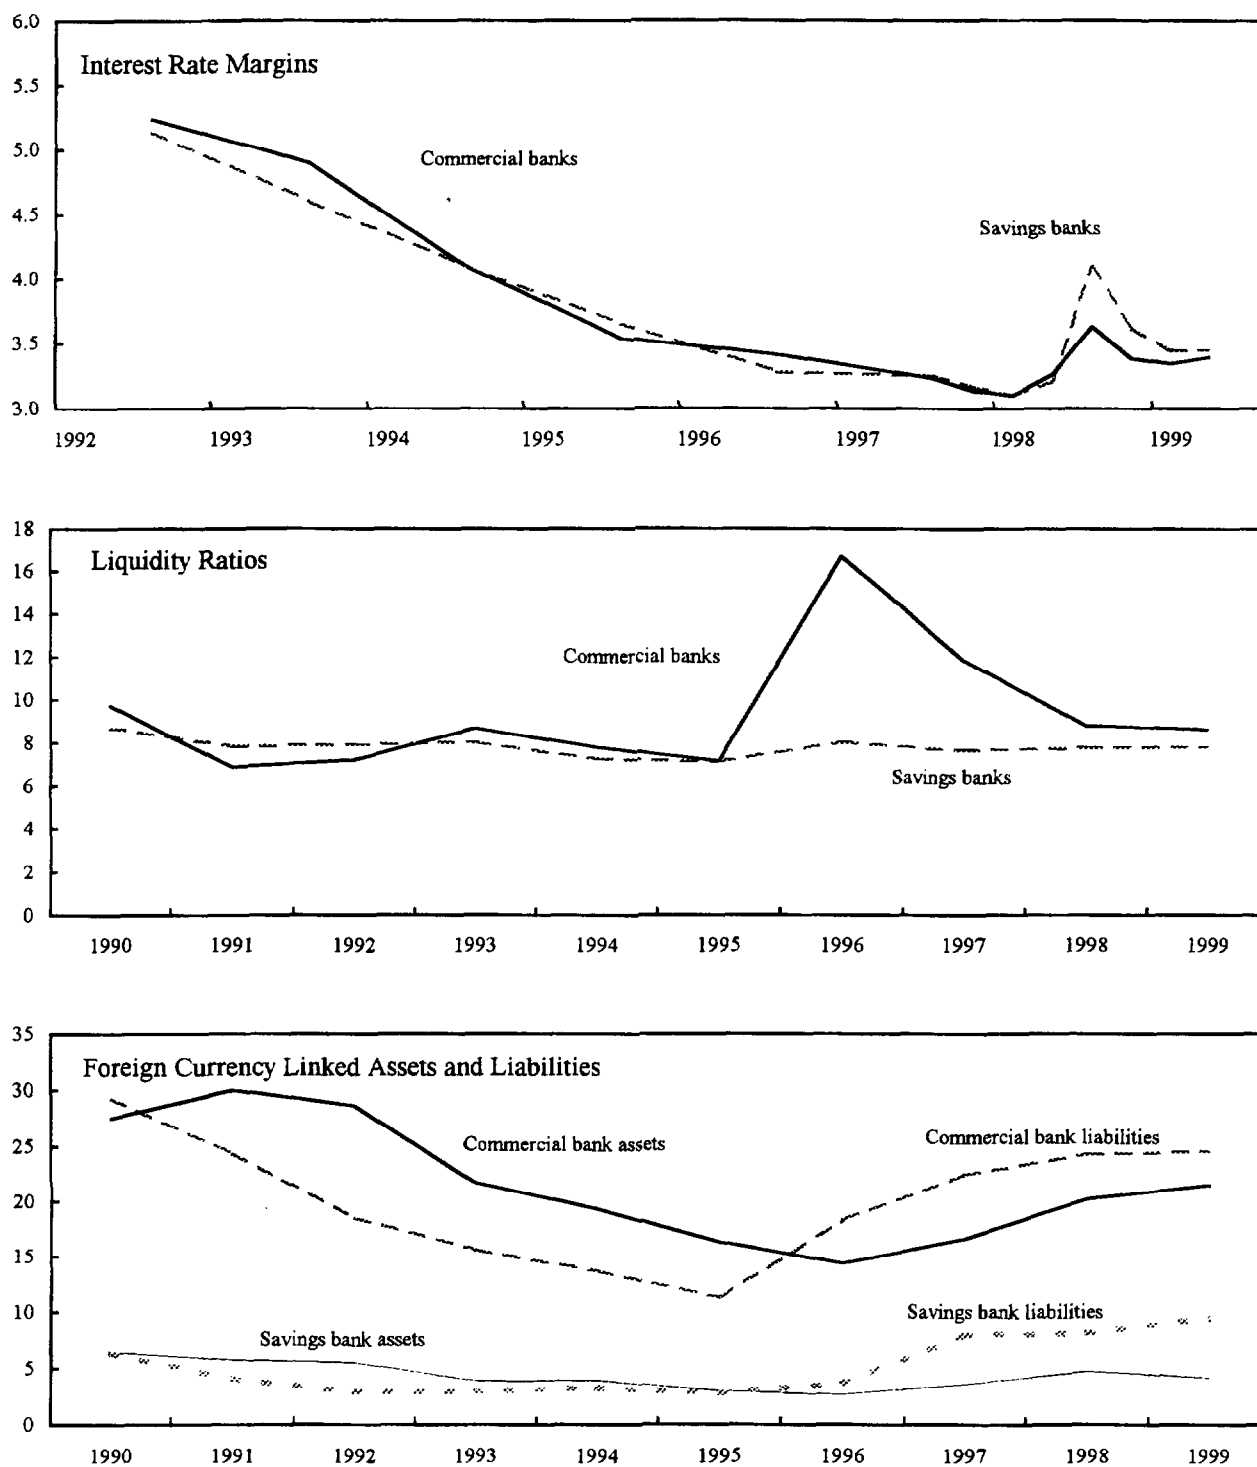 6.0
Interest Rate Margins
5.5
5.0
Commercial banks
4.5
Savings banks
4.0
3.5
3.0
1992 1993 1994 1995 1996 1997 1998 1999
18
Liquidity Ratios
16
14
12
Commercial banks
10
8
Savings banks
6
4
2
0
1990 1991 1992 1993 1994 1995 1996 1997 1998 1999
35
Foreign Currency Linked Assets and Liabilities
30
Commercial bank assets
Commercial bank liabilities
25
20
15
10
Savings bank assets
Savings bank liabilities
5
0
1990 1991 1992 1993 1994 1995 1996 1997 1998 1999